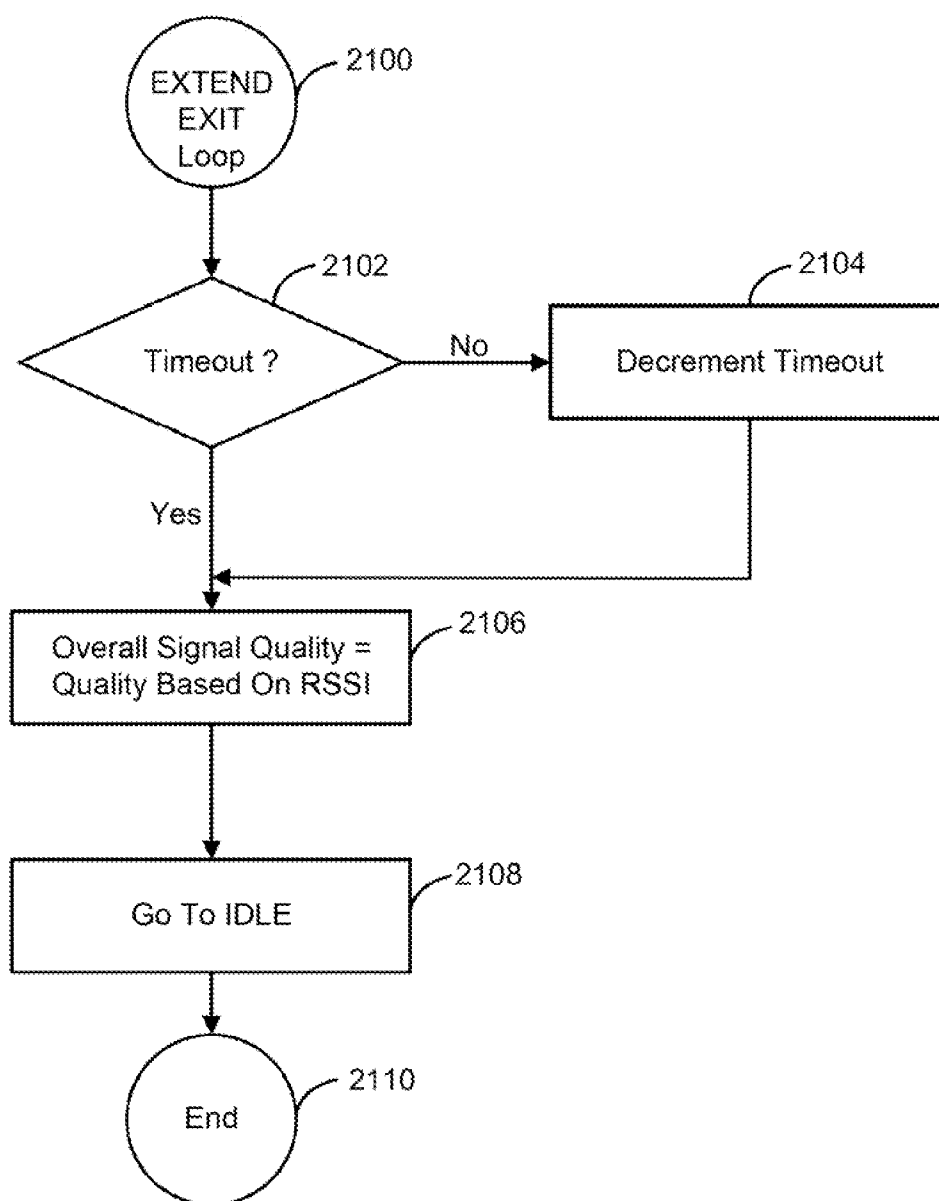 EXTEND
EXIT
Loop
2100
2102
Timeout ?
No
2104
Decrement Timeout
Yes
2106
Overall Signal Quality =
Quality Based On RSSI
2108
Go To IDLE
2110
End